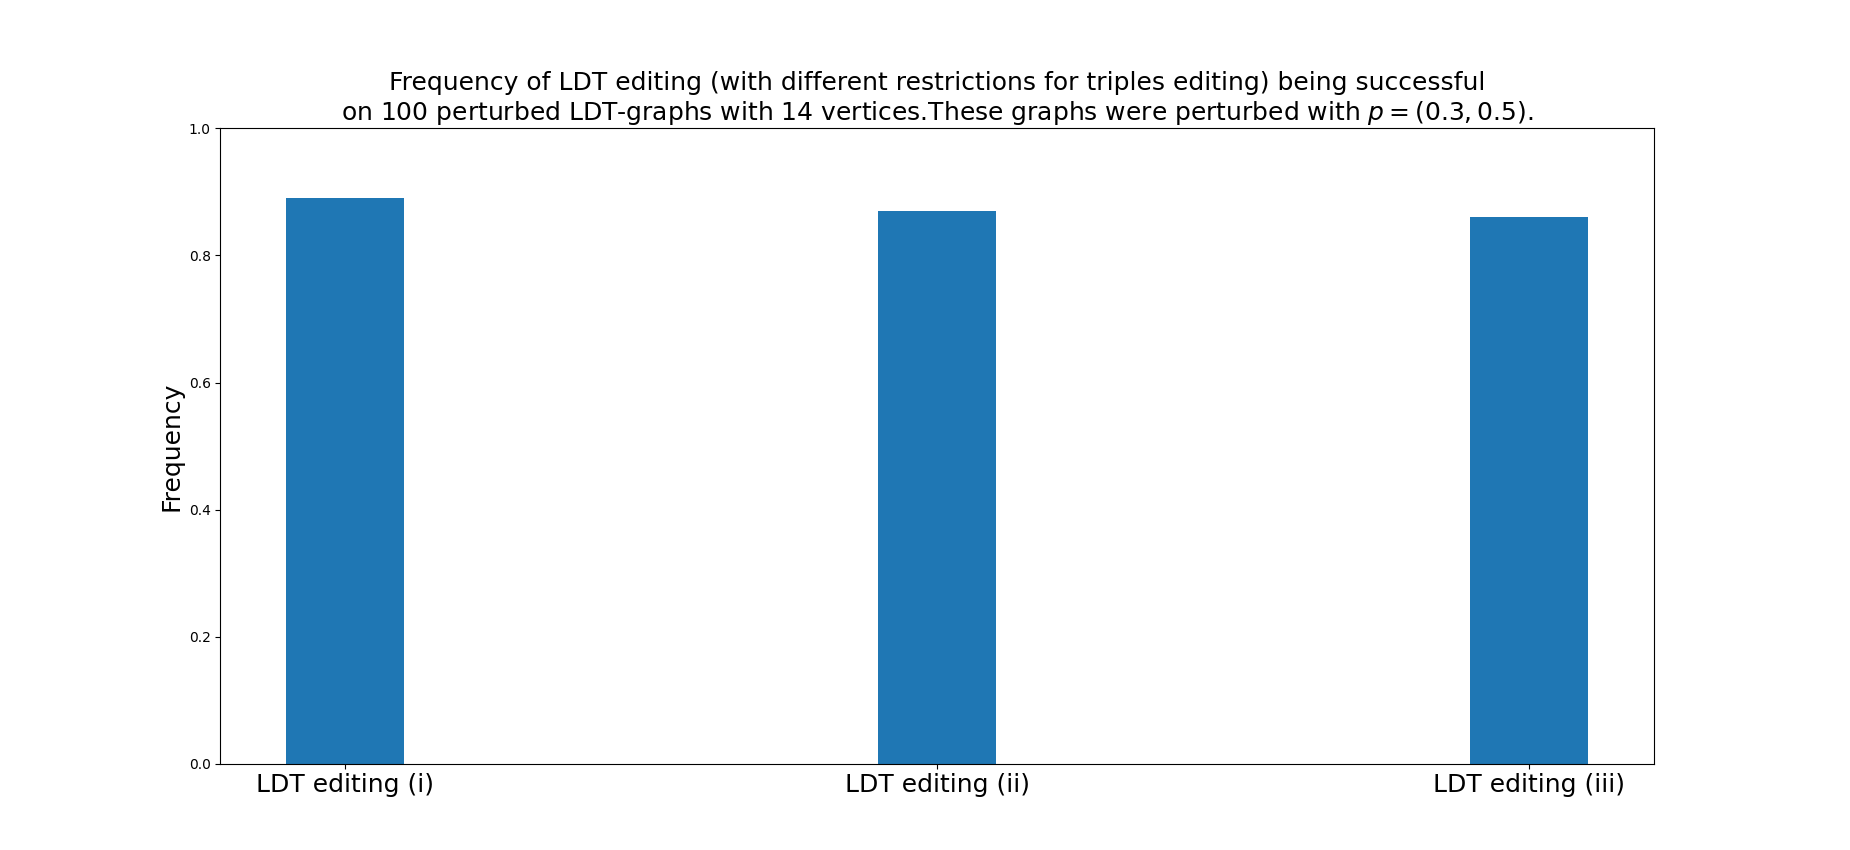 Frequency of LDT editing (with different restrictions for triples editing) being successful
on 100 perturbed LDT-graphs with 14 vertices.These graphs were perturbed with p = (0.3, 0.5).
1.0
0.8
0.6
0.4
0.2
0.0
Frequency
LDT editing (i)
LDT editing (ii)
LDT editing (iii)